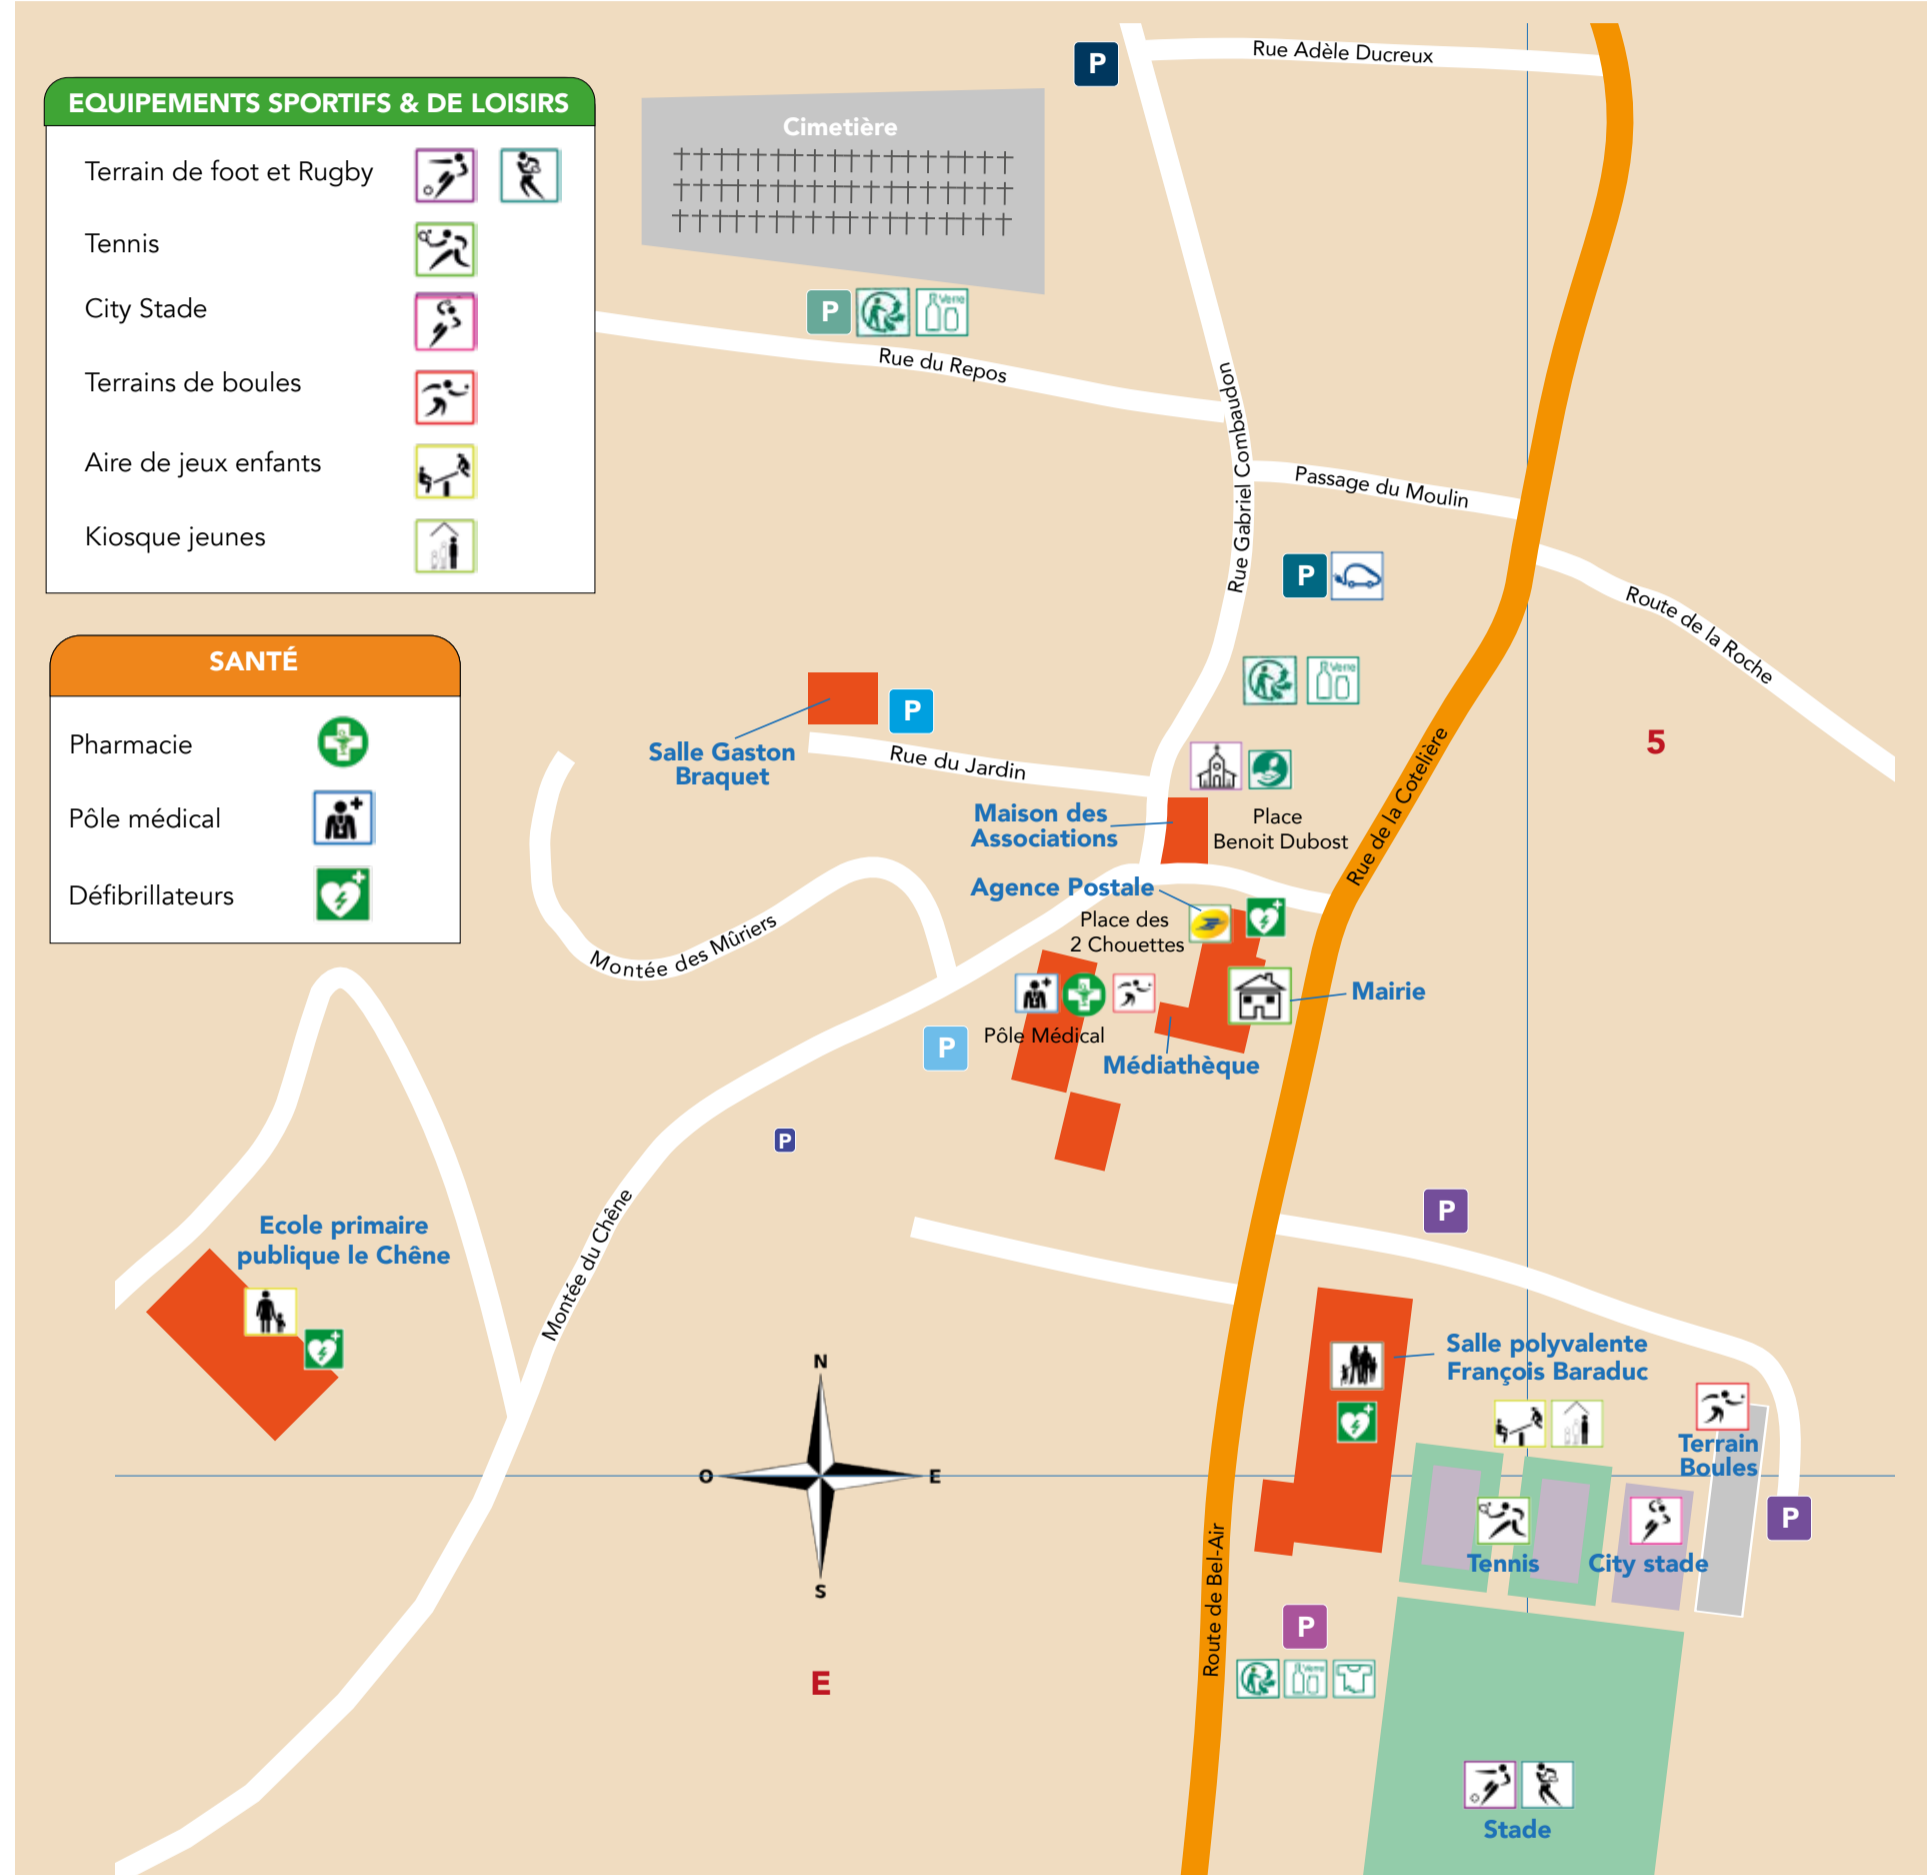 P
Rue Adèle Ducreux
EQUIPEMENTS SPORTIFS & DE LOISIRS
Terrain de foot et Rugby
Tennis
City Stade
Terrains de boules
Aire de jeux enfants
Kiosque jeunes
Cimetière
P
Verre
Rue du Repos
Rue Gabriel Combaudon
Passage du Moulin
P
Route de la Roche
Verre
SANTÉ
Pharmacie
Pôle médical
Défibrillateurs
P
Salle Gaston
Braquet
Rue du Jardin
5
Rue de la Cotelière
Maison des
Associations
Place
Benoit Dubost
Agence Postale
Place des
2 Chouettes
Montée des Mûriers
Mairie
P
Pôle Médical
Médiathèque
P
Montée du Chêne
Ecole primaire
publique le Chêne
P
Salle polyvalente
François Baraduc
N
O
E
S
Terrain
Boules
P
Tennis
City stade
Route de Bel-Air
P
Verre
E
Stade